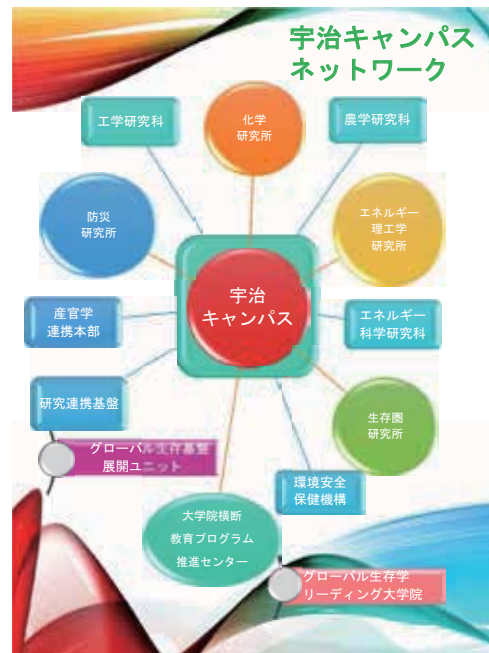 宇治キャンパス
ネットワーク
工学研究科
化学
研究所
農学研究科
防災
研究所
エネルギー
理工学
研究所
宇治
キャンパス
産官学
連携本部
エネルギー
科学研究科
研究連携基盤
生存圏
研究所
グローバル生存基盤
展開ユニット
環境安全
保健機構
大学院横断
教育プログラム
推進センター
グローバル生存学
リーディング大学院